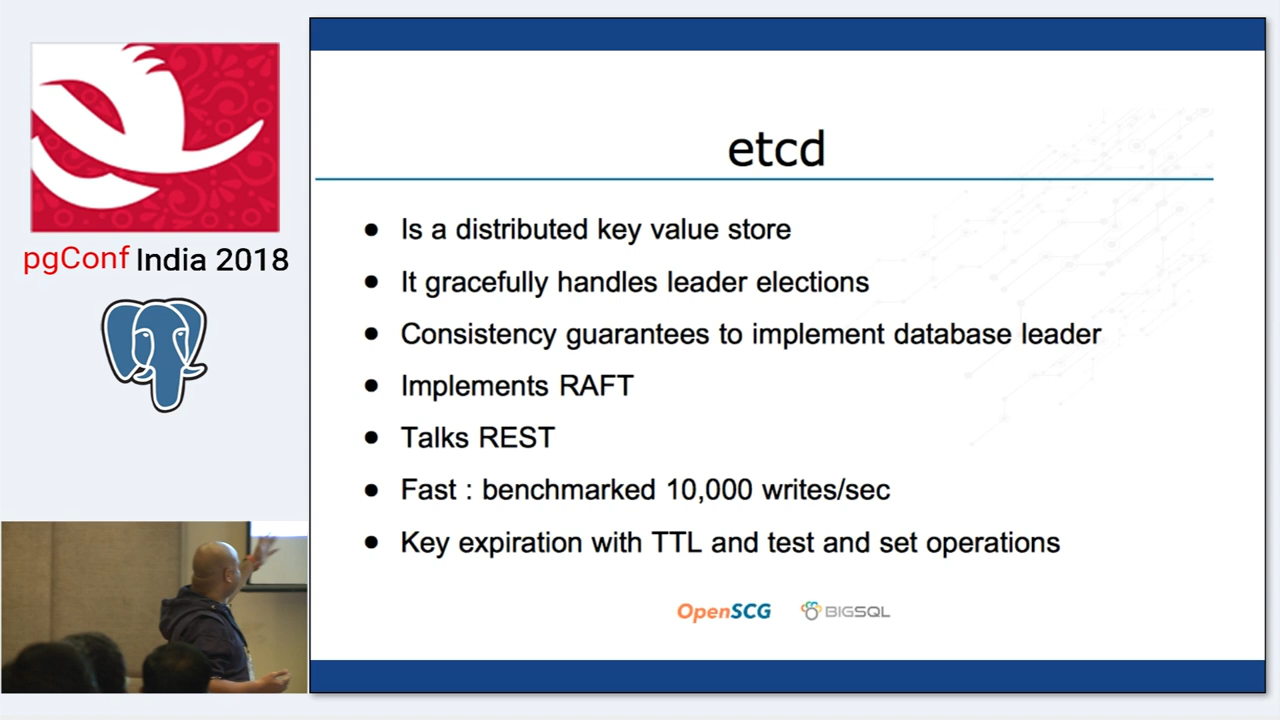 pgConf India 2018
etcd
● Is a distributed key value store
● It gracefully handles leader elections
● Consistency guarantees to implement database leader
● Implements RAFT
● Talks REST
● Fast : benchmarked 10,000 writes/sec
● Key expiration with TTL and test and set operations
OpenSCG BIGSQL